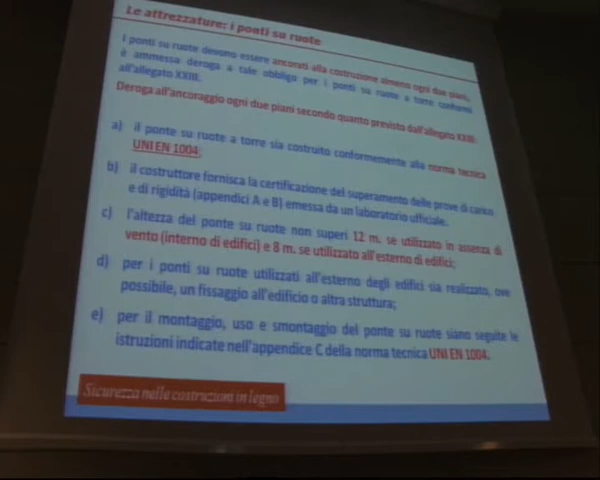 Le attrezzature: i ponti su ruote
I ponti su ruote devono essere ancorati alla costruzione almeno ogni due piani;
è ammessa deroga a tale obbligo per i ponti su ruote a torre conformi
all'allegato XXIII.
Deroga all'ancoraggio ogni due piani secondo quanto previsto dall'allegato XXIII:
a) il ponte su ruote a torre sia costruito conformemente alla norma tecnica
UNI EN 1004;
b) il costruttore fornisca la certificazione del superamento delle prove di carico
e di rigidità (appendici A e B) emessa da un laboratorio ufficiale.
c) l'altezza del ponte su ruote non superi 12 m. se utilizzato in assenza di
vento (interno di edifici) e 8 m. se utilizzato all'esterno di edifici;
d) per i ponti su ruote utilizzati all'esterno degli edifici sia realizzato, ove
possibile, un fissaggio all'edificio o altra struttura;
e) per il montaggio, uso e smontaggio del ponte su ruote siano seguite le
istruzioni indicate nell'appendice C della norma tecnica UNI EN 1004.
Sicurezza nelle costruzioni in legno